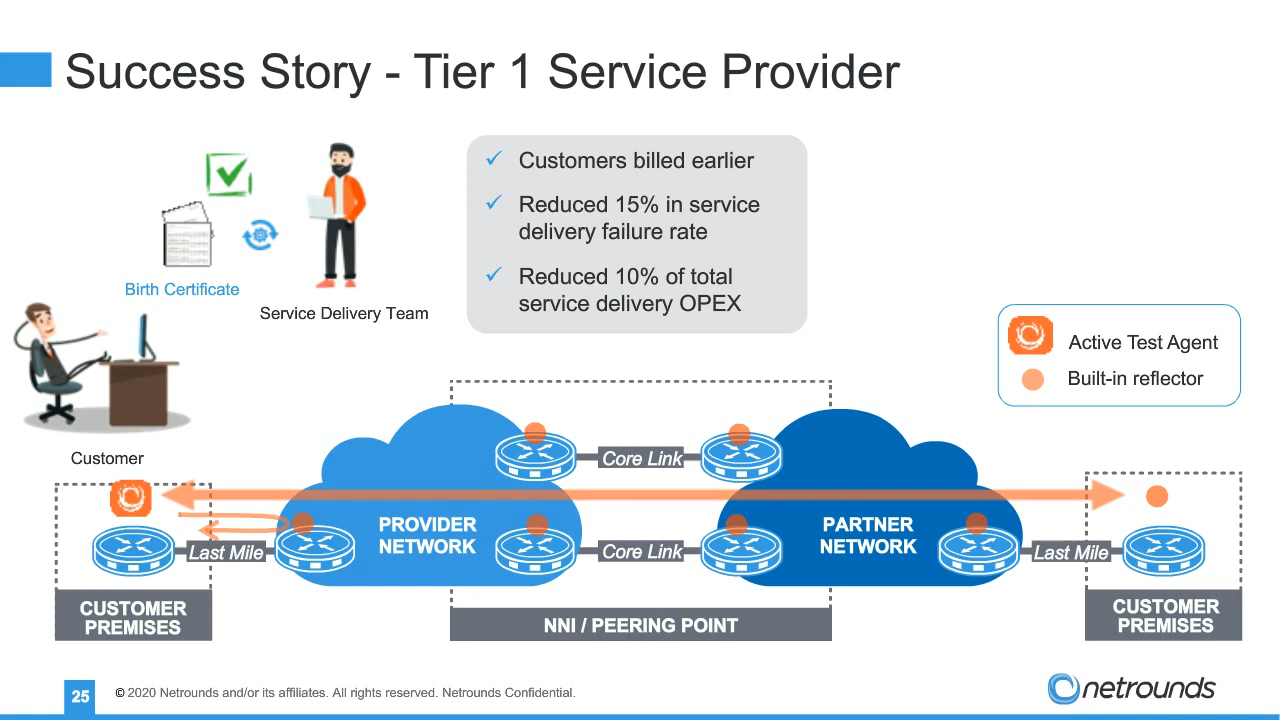 Success Story - Tier 1 Service Provider
✓ Customers billed earlier
✓ Reduced 15% in service
delivery failure rate
✓ Reduced 10% of total
service delivery OPEX
Birth Certificate
Service Delivery Team
Customer
Active Test Agent
Built-in reflector
Core Link
PROVIDER
NETWORK
PARTNER
NETWORK
Last Mile
Core Link
Last Mile
CUSTOMER
PREMISES
NNI / PEERING POINT
CUSTOMER
PREMISES
25
© 2020 Netrounds and/or its affiliates. All rights reserved. Netrounds Confidential.
netrounds